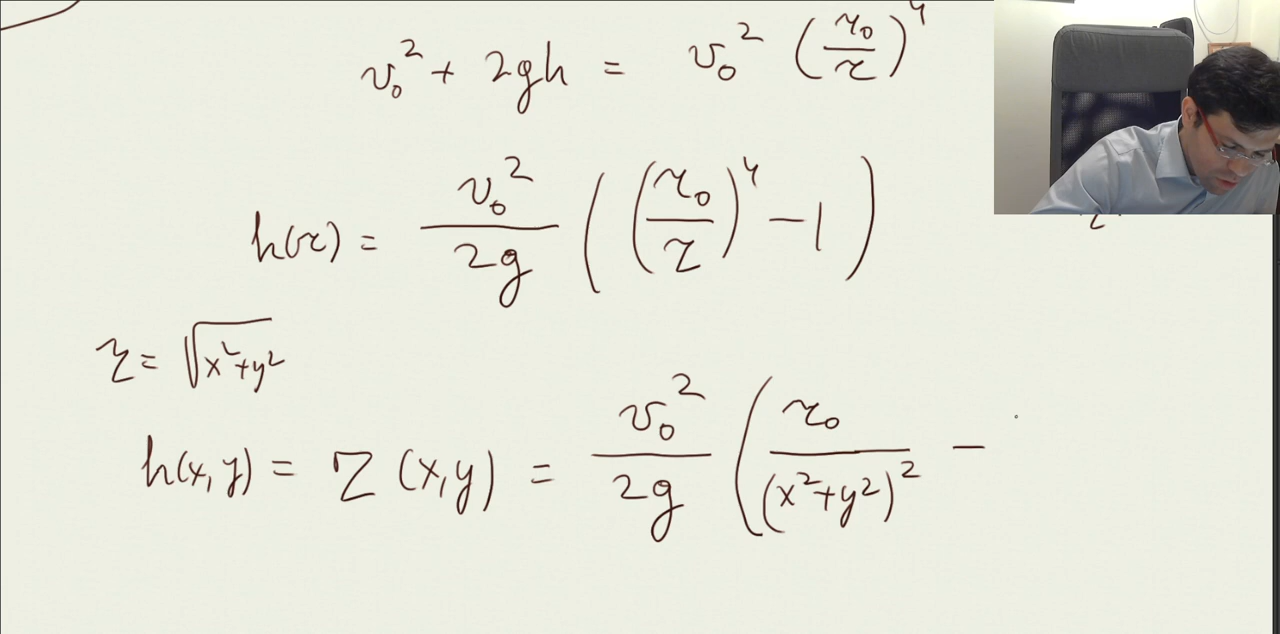 v₀² + 2gh = v₀² (r₀/r)⁴
h(r) = v₀²/2g ((r₀/r)⁴ − 1)
r = √(x²+y²)
h(x,y) = Z(x,y) = v₀²/2g (r₀/(x²+y²)² −